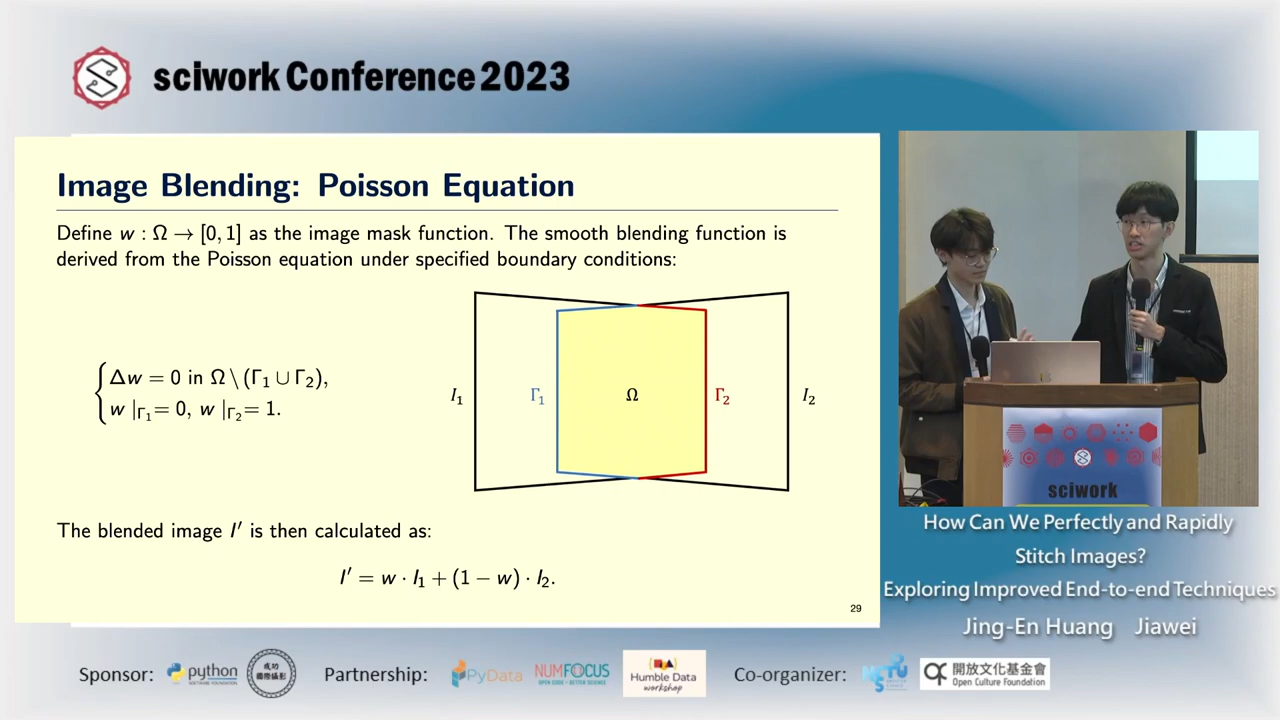 sciwork Conference 2023
Image Blending: Poisson Equation
Define w : Ω → [0, 1] as the image mask function. The smooth blending function is
derived from the Poisson equation under specified boundary conditions:
Δw = 0 in Ω \ (Γ₁ ∪ Γ₂),
w |Γ₁= 0, w |Γ₂= 1.
I₁ Γ₁ Ω Γ₂ I₂
The blended image I′ is then calculated as:
I′ = w · I₁ + (1 − w) · I₂.
29
sciwork
How Can We Perfectly and Rapidly
Stitch Images?
Exploring Improved End-to-end Techniques
Jing-En Huang Jiawei
Sponsor: python 成功 國際攝影 Partnership: PyData NUMFOCUS Humble Data workshop Co-organizer: 開放文化基金會
SOFTWARE FOUNDATION OPEN CODE = BETTER SCIENCE Open Culture Foundation